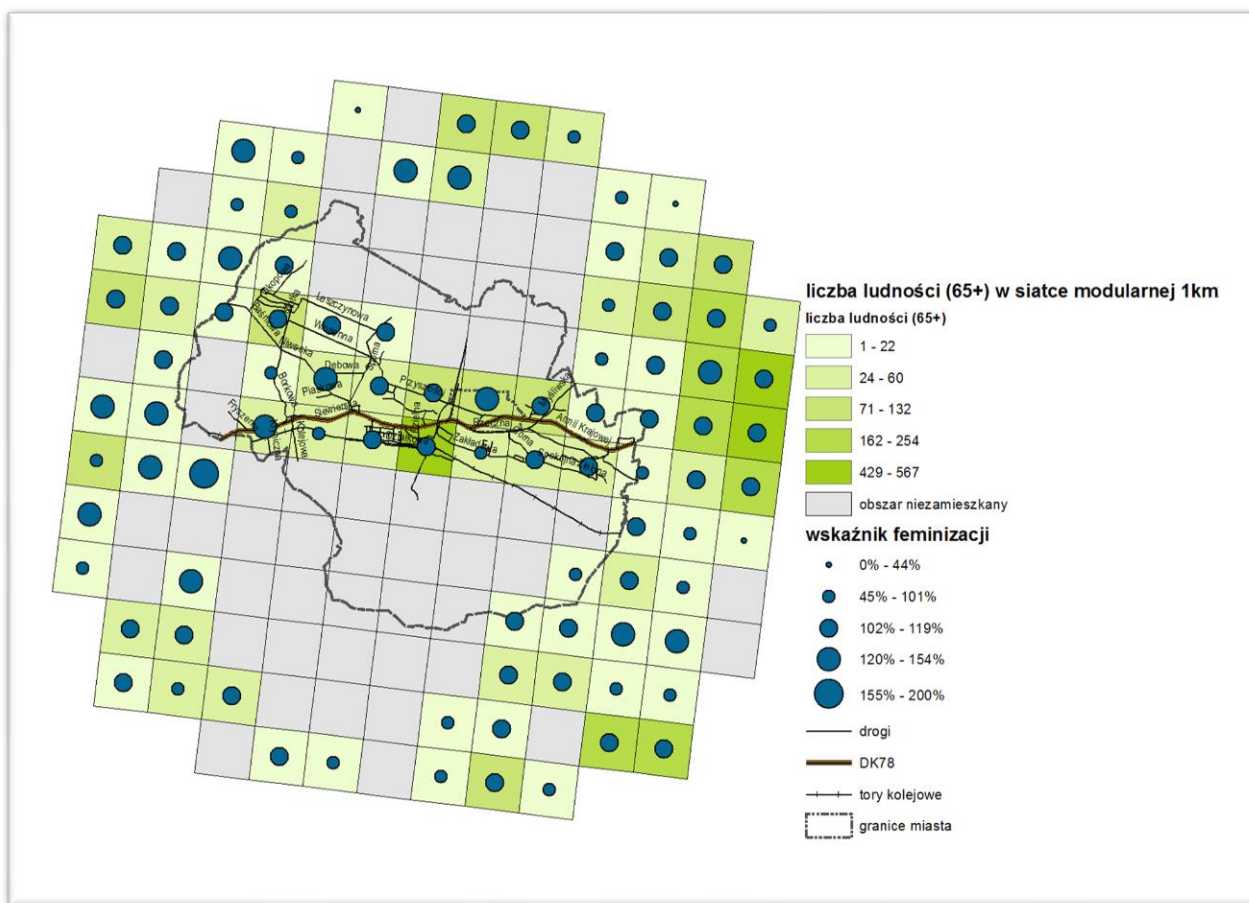 Leszczynowa
Wiosenna
Niwecka
Dębowa
Piaskowa
Przyszłości
Siewierska
Kolejowa
Armii Krajowej
liczba ludności (65+) w siatce modularnej 1km
liczba ludności (65+)
1 - 22
24 - 60
71 - 132
162 - 254
429 - 567
obszar niezamieszkany
wskaźnik feminizacji
0% - 44%
45% - 101%
102% - 119%
120% - 154%
155% - 200%
drogi
DK78
tory kolejowe
granice miasta